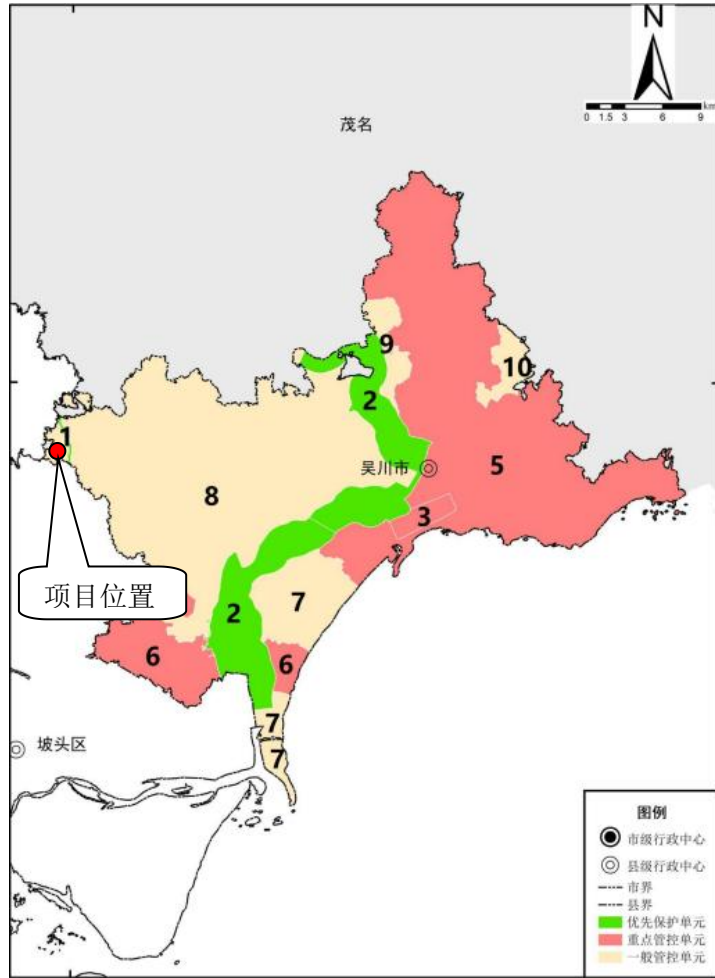 N
km
0 1.5 3 6 9
茂名
9
10
2
1
吴川市
5
8
3
项目位置
7
2
6
6
7
坡头区
7
图例
市级行政中心
县级行政中心
市界
县界
优先保护单元
重点管控单元
一般管控单元